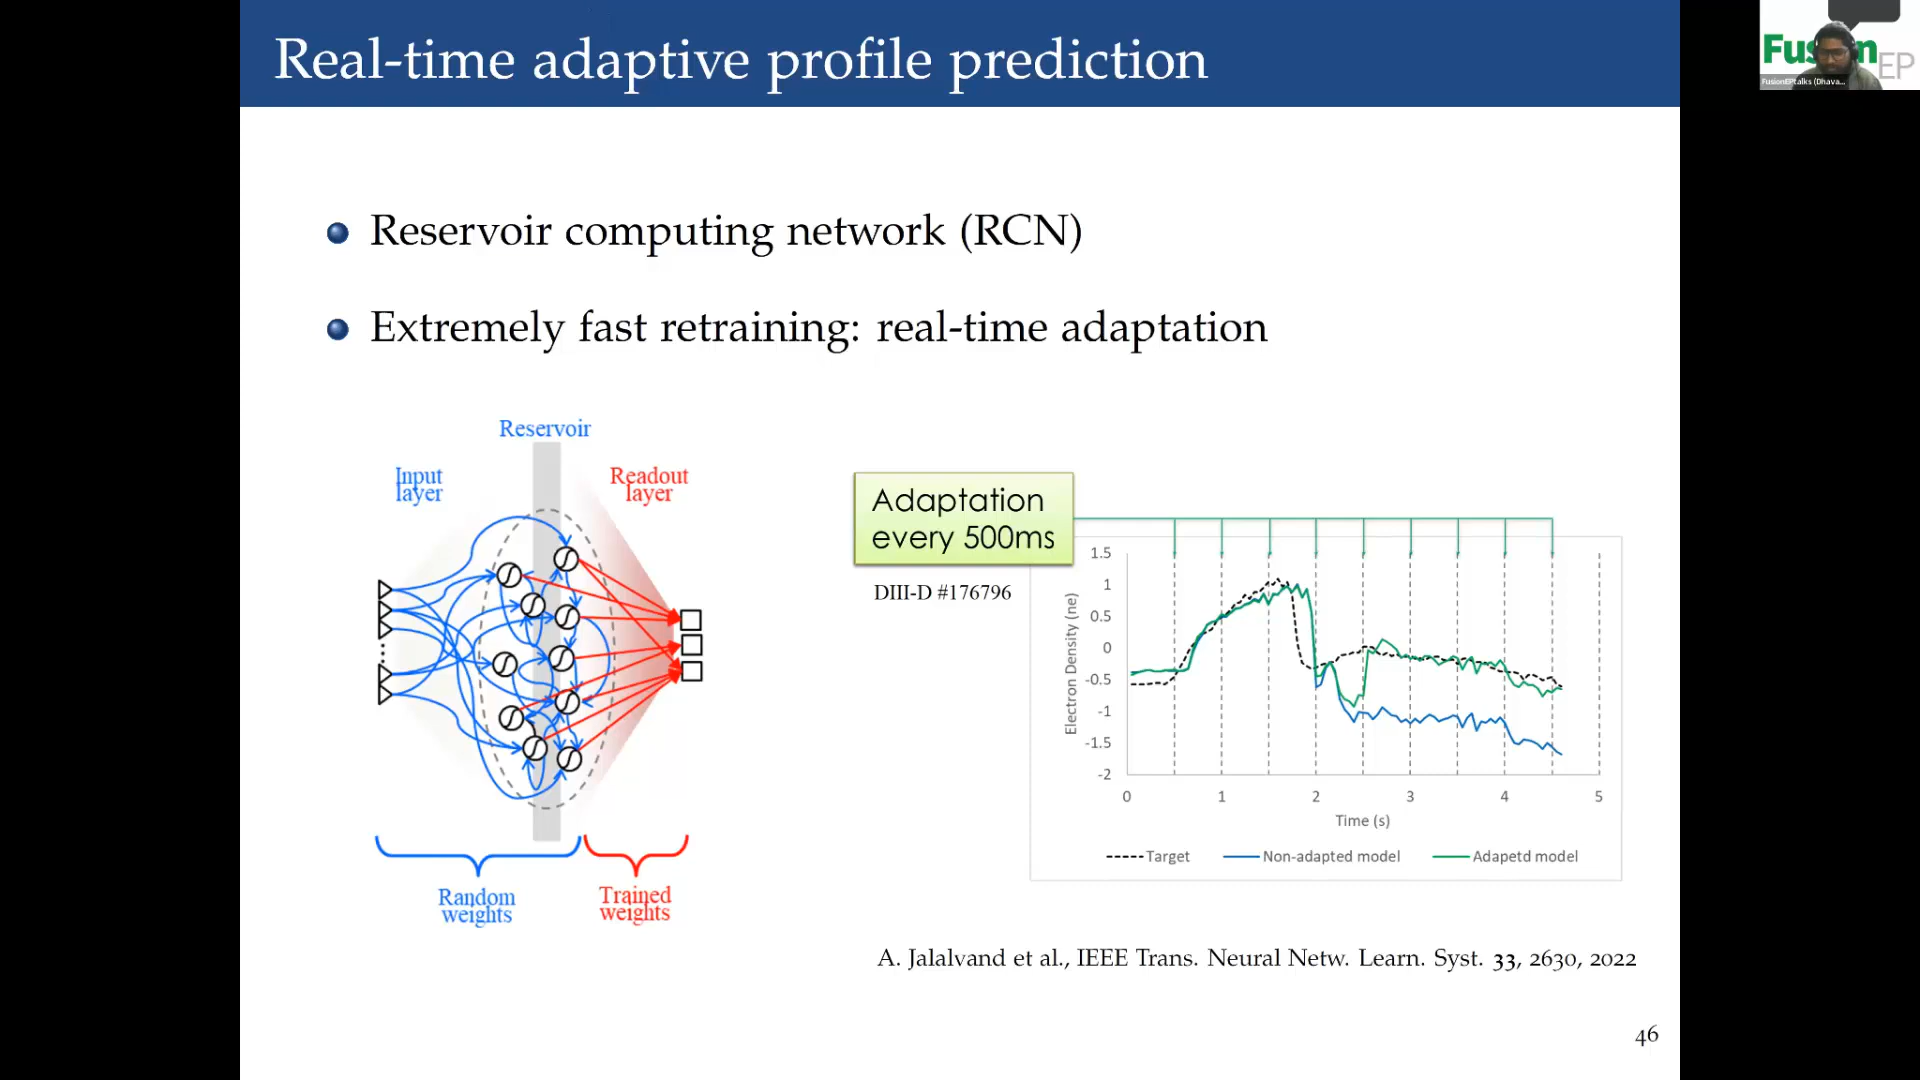 Real-time adaptive profile prediction
Fusion
EP
FusionEPtalks (Dhava...
Reservoir computing network (RCN)
Extremely fast retraining: real-time adaptation
Reservoir
Input
layer
Readout
layer
Random
weights
Trained
weights
Adaptation
every 500ms
DIII-D #176796
1.5
1
0.5
0
-0.5
-1
-1.5
-2
Electron Density (ne)
0 1 2 3 4 5
Time (s)
Target Non-adapted model Adapetd model
A. Jalalvand et al., IEEE Trans. Neural Netw. Learn. Syst. 33, 2630, 2022
46